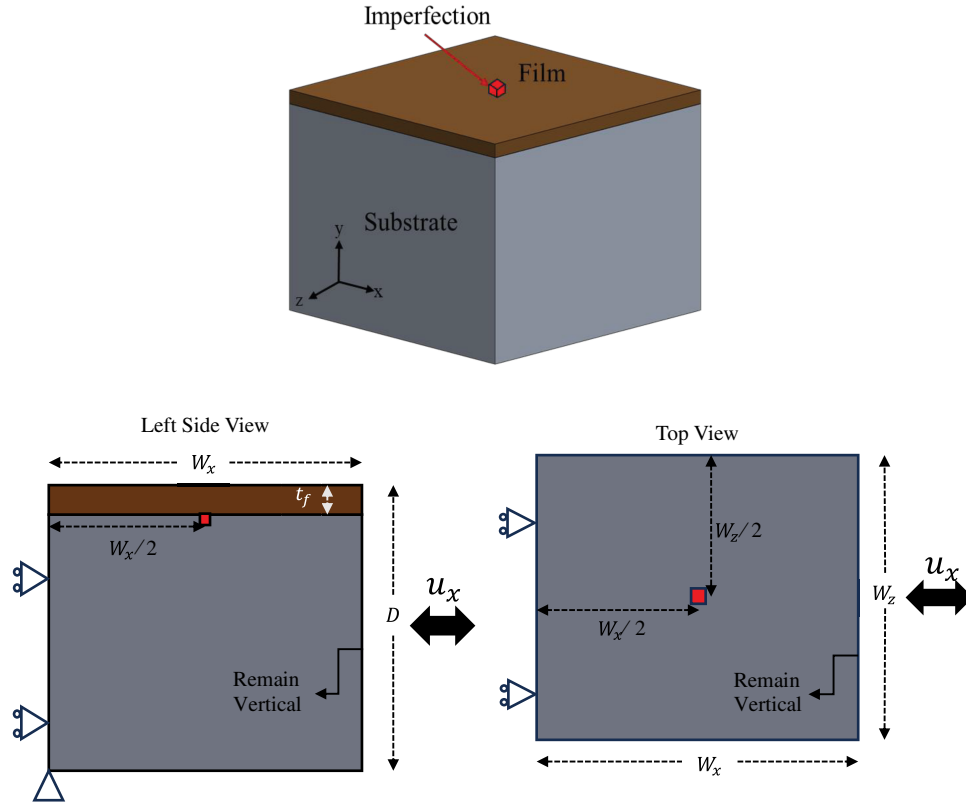 Imperfection
Film
Substrate
y
x
z
Left Side View
W_x
t_f
W_x/2
D
u_x
Remain
Vertical
Top View
W_z/2
W_x/2
W_z
u_x
Remain
Vertical
W_x